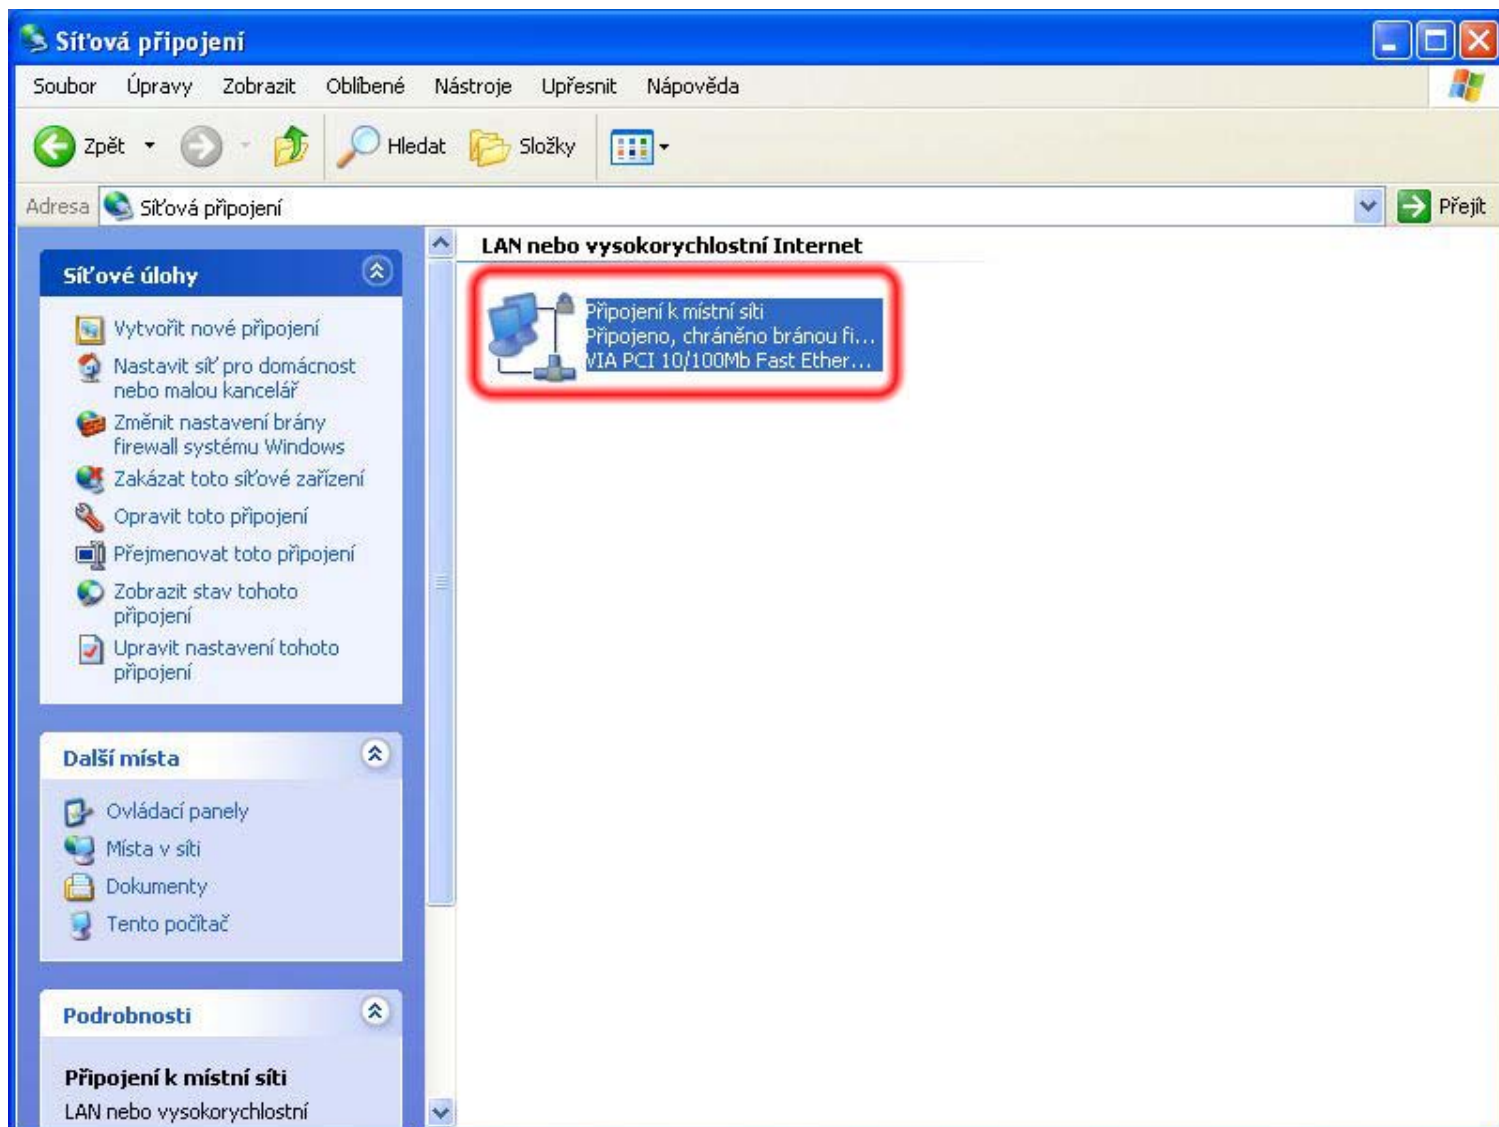 Síťová připojení
Soubor Úpravy Zobrazit Oblíbené Nástroje Upřesnit Nápověda
Zpět Hledat Složky
Adresa Síťová připojení Přejít
Síťové úlohy
Vytvořit nové připojení
Nastavit síť pro domácnost
nebo malou kancelář
Změnit nastavení brány
firewall systému Windows
Zakázat toto síťové zařízení
Opravit toto připojení
Přejmenovat toto připojení
Zobrazit stav tohoto
připojení
Upravit nastavení tohoto
připojení
Další místa
Ovládací panely
Místa v síti
Dokumenty
Tento počítač
Podrobnosti
Připojení k místní síti
LAN nebo vysokorychlostní
LAN nebo vysokorychlostní Internet
Připojení k místní síti
Připojeno, chráněno bránou fi...
VIA PCI 10/100Mb Fast Ether...